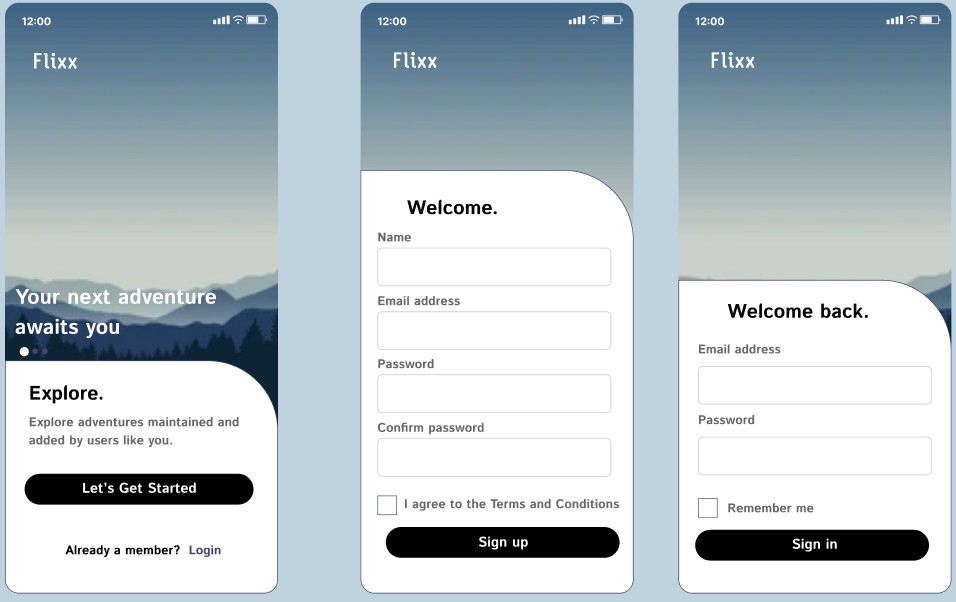 12:00
Flixx
Your next adventure
awaits you
Explore.
Explore adventures maintained and
added by users like you.
Let's Get Started
Already a member? Login
12:00
Flixx
Welcome.
Name
Email address
Password
Confirm password
I agree to the Terms and Conditions
Sign up
12:00
Flixx
Welcome back.
Email address
Password
Remember me
Sign in